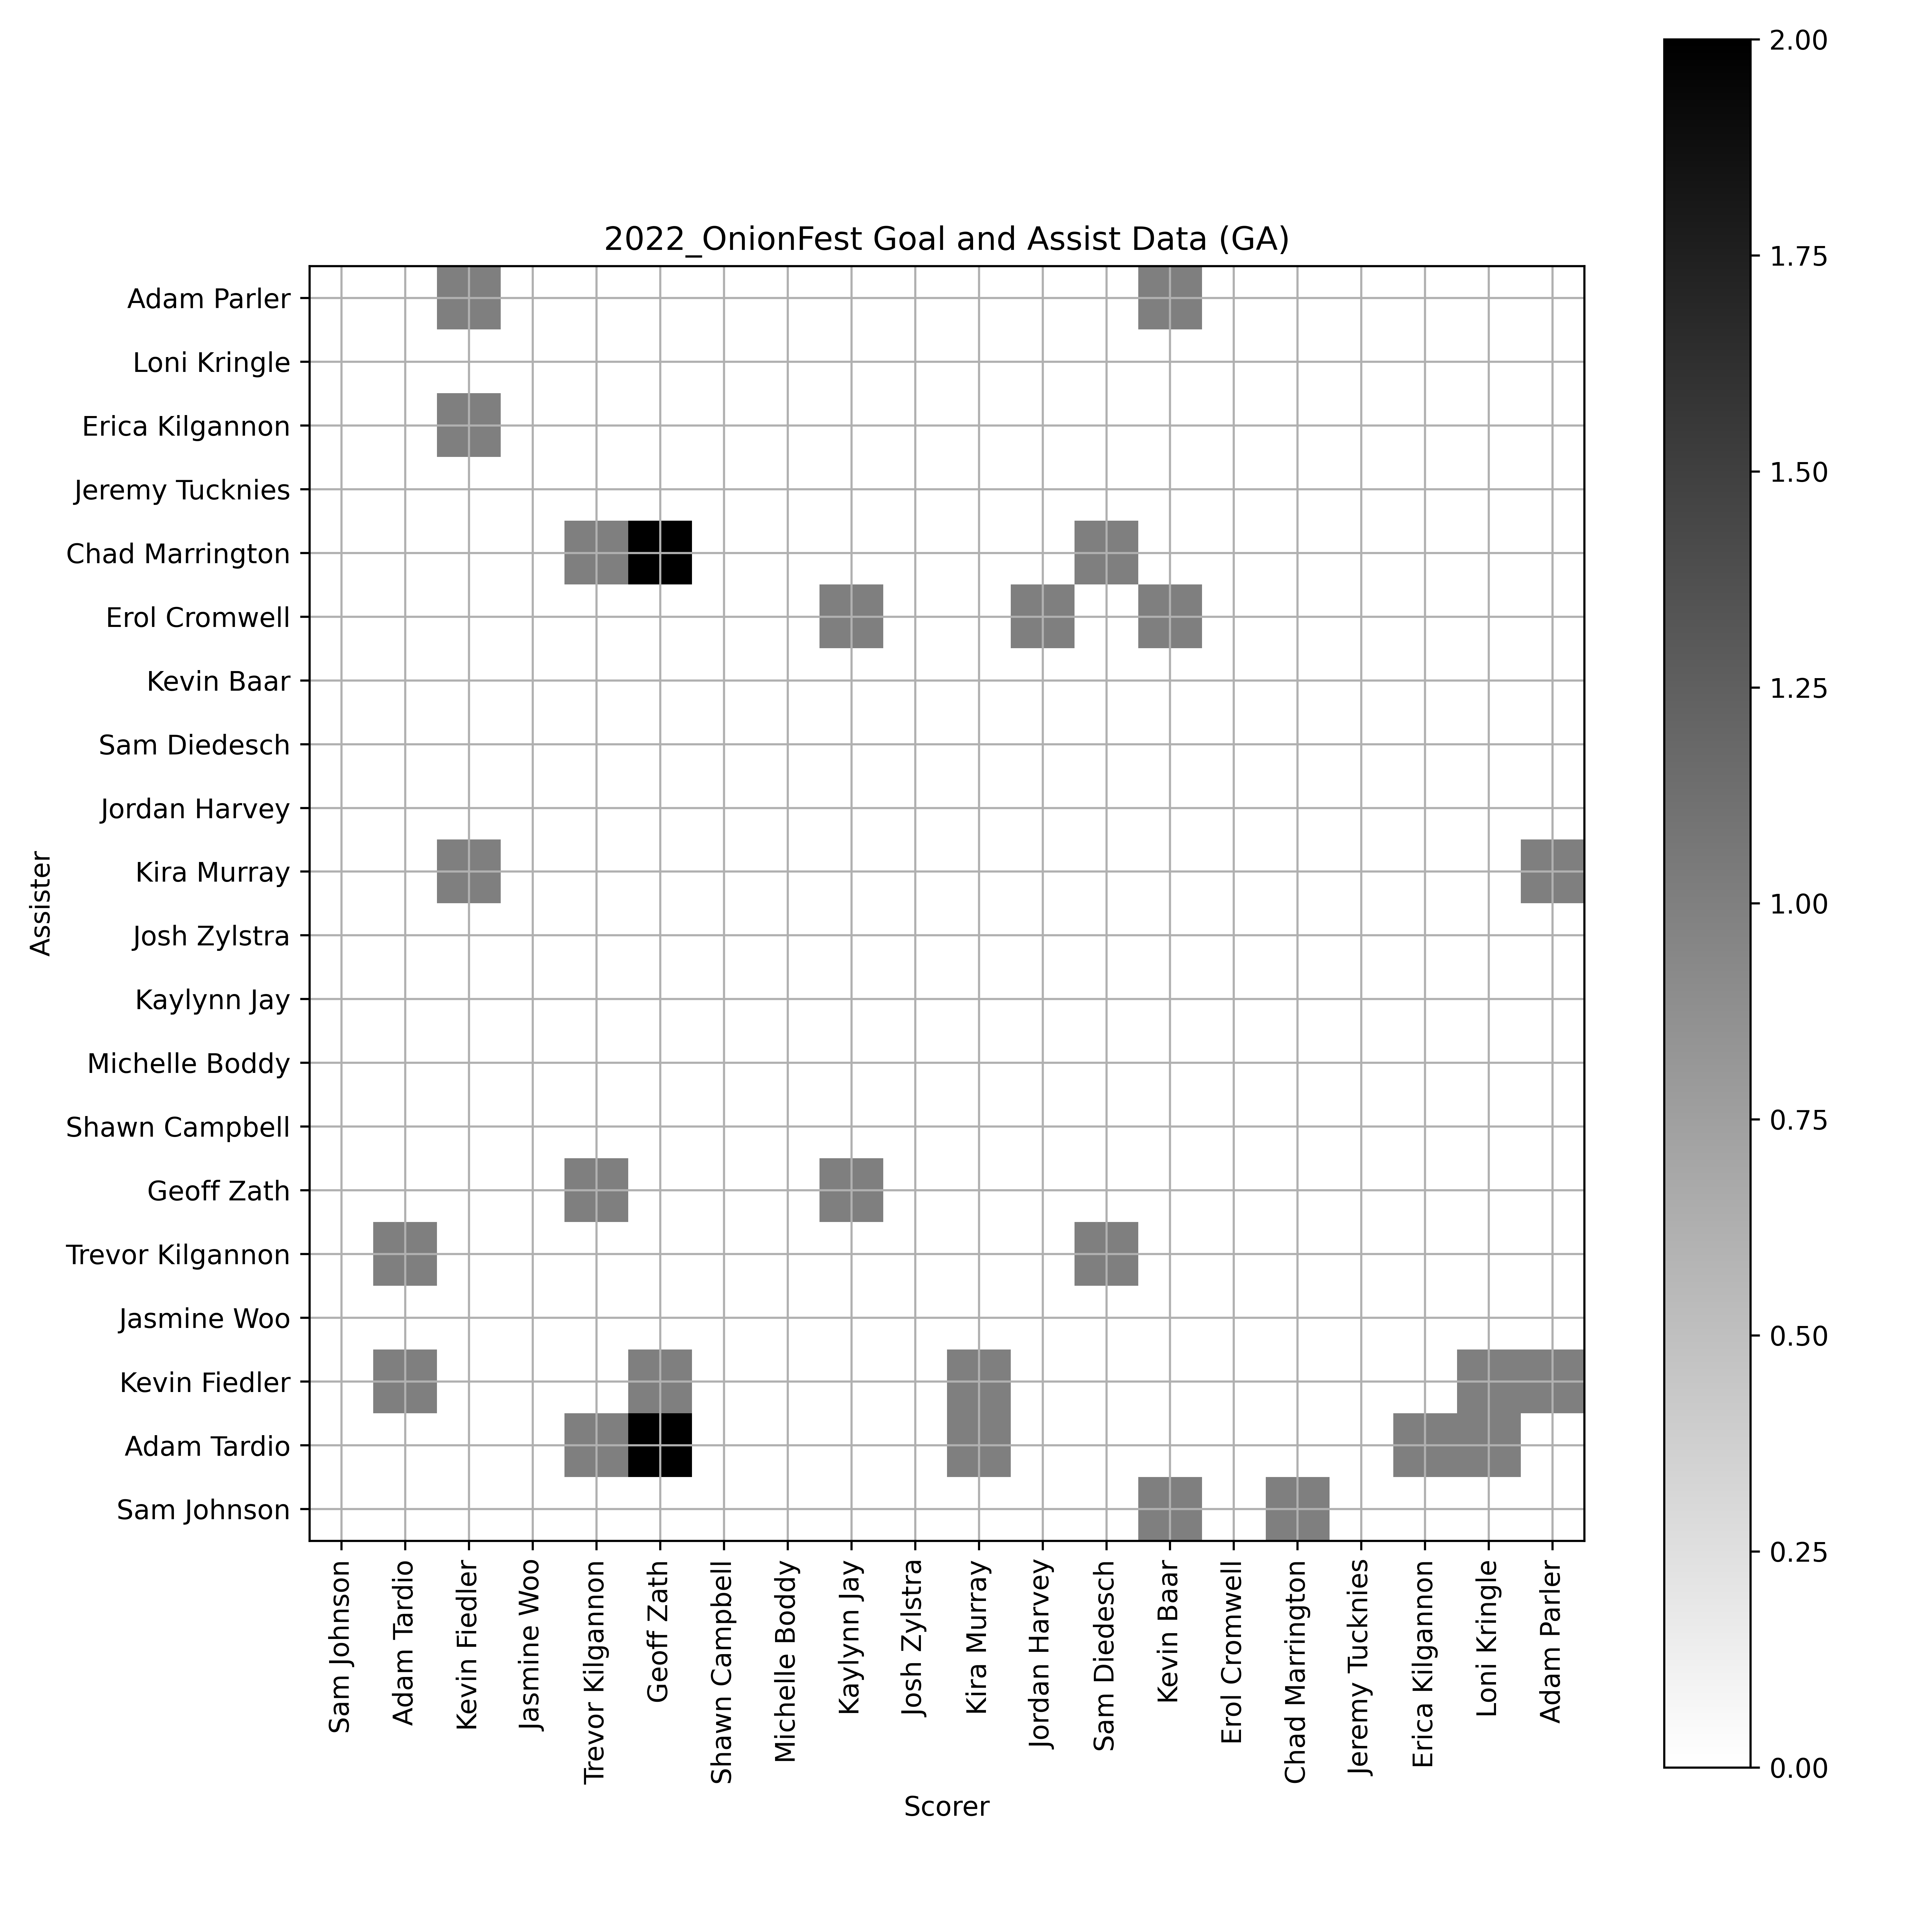 2022_OnionFest Goal and Assist Data (GA)
Adam Parler
Loni Kringle
Erica Kilgannon
Jeremy Tucknies
Chad Marrington
Erol Cromwell
Kevin Baar
Sam Diedesch
Jordan Harvey
Kira Murray
Josh Zylstra
Kaylynn Jay
Michelle Boddy
Shawn Campbell
Geoff Zath
Trevor Kilgannon
Jasmine Woo
Kevin Fiedler
Adam Tardio
Sam Johnson
Assister
Sam Johnson
Adam Tardio
Kevin Fiedler
Jasmine Woo
Trevor Kilgannon
Geoff Zath
Shawn Campbell
Michelle Boddy
Kaylynn Jay
Josh Zylstra
Kira Murray
Jordan Harvey
Sam Diedesch
Kevin Baar
Erol Cromwell
Chad Marrington
Jeremy Tucknies
Erica Kilgannon
Loni Kringle
Adam Parler
Scorer
2.00
1.75
1.50
1.25
1.00
0.75
0.50
0.25
0.00